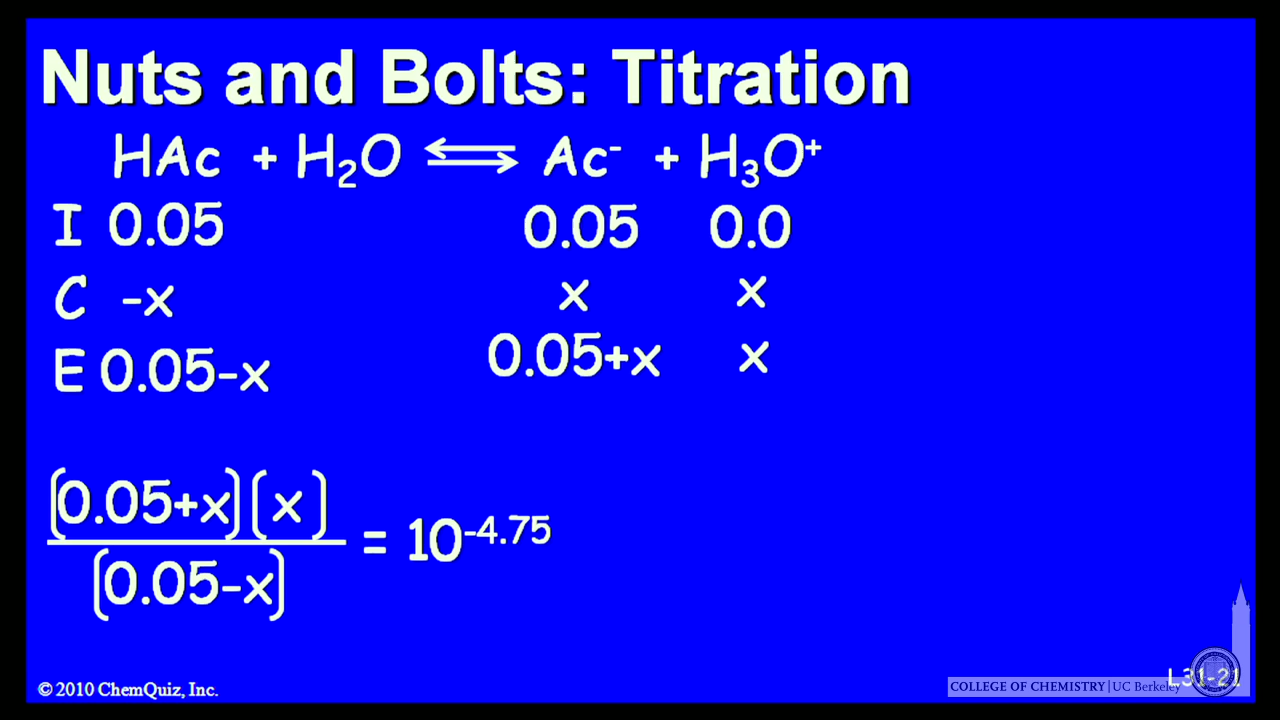 Nuts and Bolts: Titration
HAc + H₂O ⇌ Ac⁻ + H₃O⁺
I 0.05 0.05 0.0
C -x x x
E 0.05-x 0.05+x x
(0.05+x)(x)
= 10⁻⁴·⁷⁵
(0.05-x)
© 2010 ChemQuiz, Inc.
COLLEGE OF CHEMISTRY | UC Berkeley
L31-21